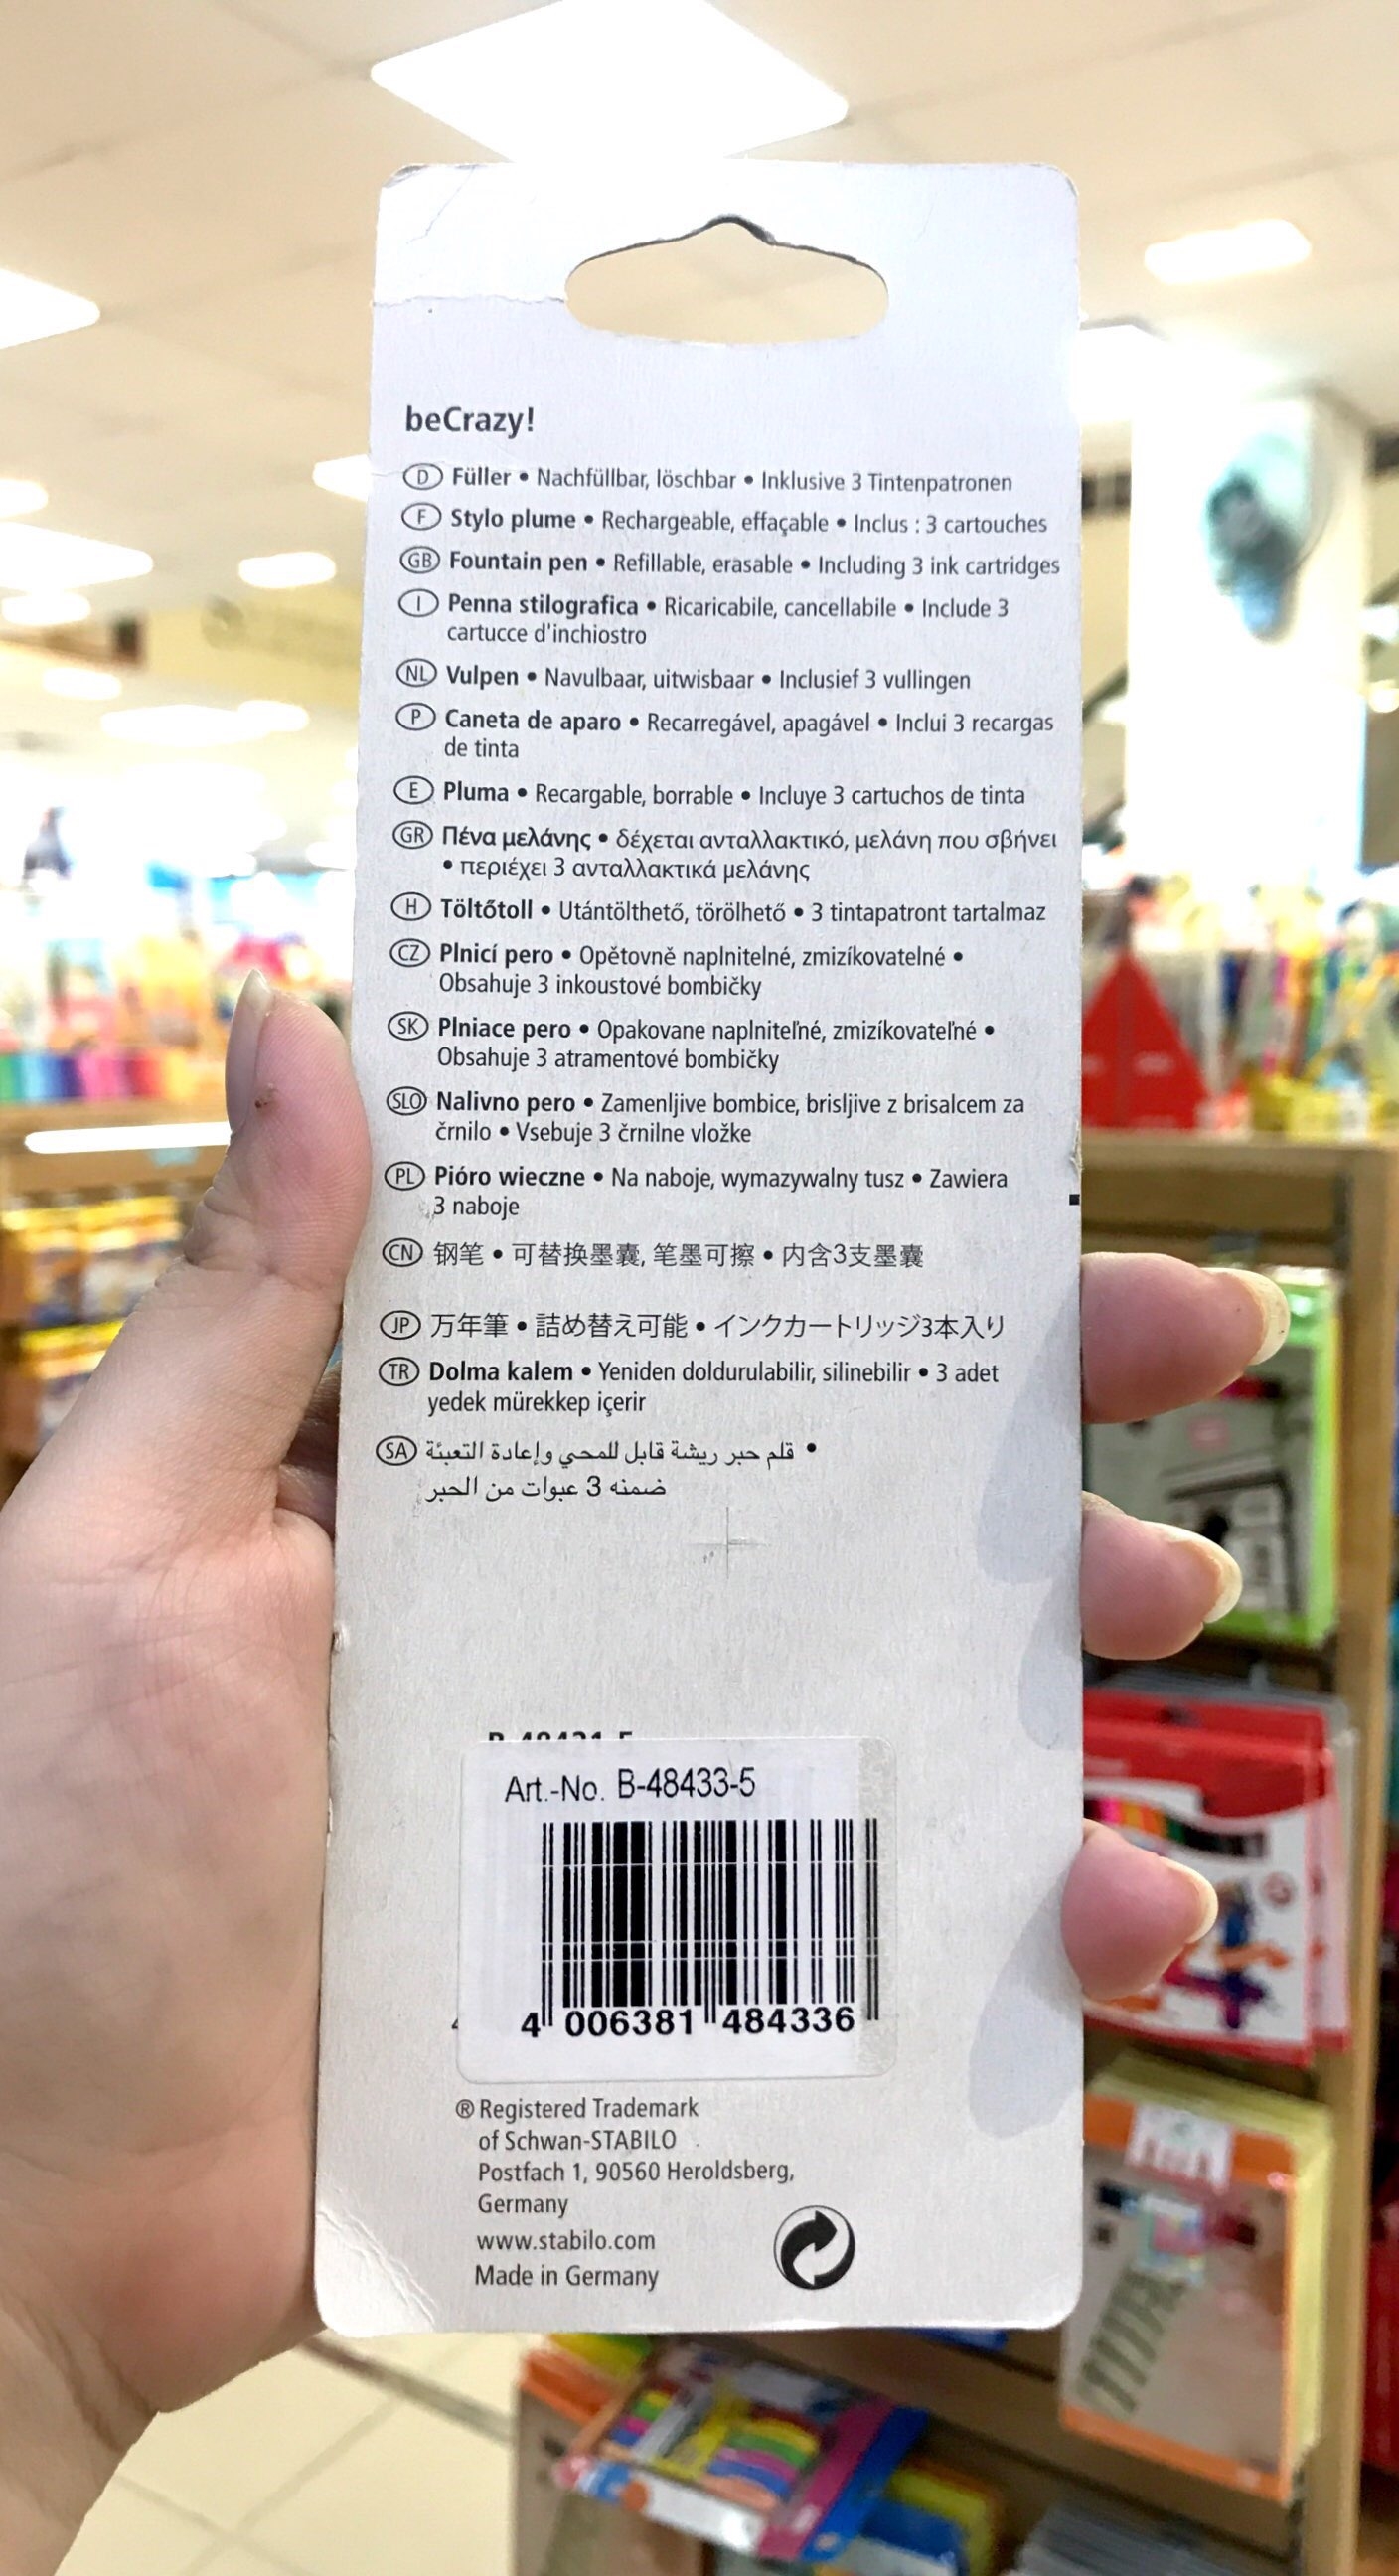 beCrazy!
D Füller • Nachfüllbar, löschbar • Inklusive 3 Tintenpatronen
F Stylo plume • Rechargeable, effaçable • Inclus : 3 cartouches
GB Fountain pen • Refillable, erasable • Including 3 ink cartridges
I Penna stilografica • Ricaricabile, cancellabile • Include 3
cartucce d'inchiostro
NL Vulpen • Navulbaar, uitwisbaar • Inclusief 3 vullingen
P Caneta de aparo • Recarregável, apagável • Inclui 3 recargas
de tinta
E Pluma • Recargable, borrable • Incluye 3 cartuchos de tinta
GR Πένα μελάνης • δέχεται ανταλλακτικό, μελάνη που σβήνει
• περιέχει 3 ανταλλακτικά μελάνης
H Töltőtoll • Utántölthető, törölhető • 3 tintapatront tartalmaz
CZ Plnicí pero • Opětovně naplnitelné, zmizíkovatelné •
Obsahuje 3 inkoustové bombičky
SK Plniace pero • Opakovane naplniteľné, zmizíkovateľné •
Obsahuje 3 atramentové bombičky
SLO Nalivno pero • Zamenljive bombice, brisljive z brisalcem za
črnilo • Vsebuje 3 črnilne vložke
PL Pióro wieczne • Na naboje, wymazywalny tusz • Zawiera
3 naboje
CN 钢笔 • 可替换墨囊, 笔墨可擦 • 内含3支墨囊
JP 万年筆 • 詰め替え可能 • インクカートリッジ3本入り
TR Dolma kalem • Yeniden doldurulabilir, silinebilir • 3 adet
yedek mürekkep içerir
SA قلم حبر ريشة قابل للمحي وإعادة التعبئة •
ضمنه 3 عبوات من الحبر
Art.-No. B-48433-5
4 006381 484336
® Registered Trademark
of Schwan-STABILO
Postfach 1, 90560 Heroldsberg,
Germany
www.stabilo.com
Made in Germany